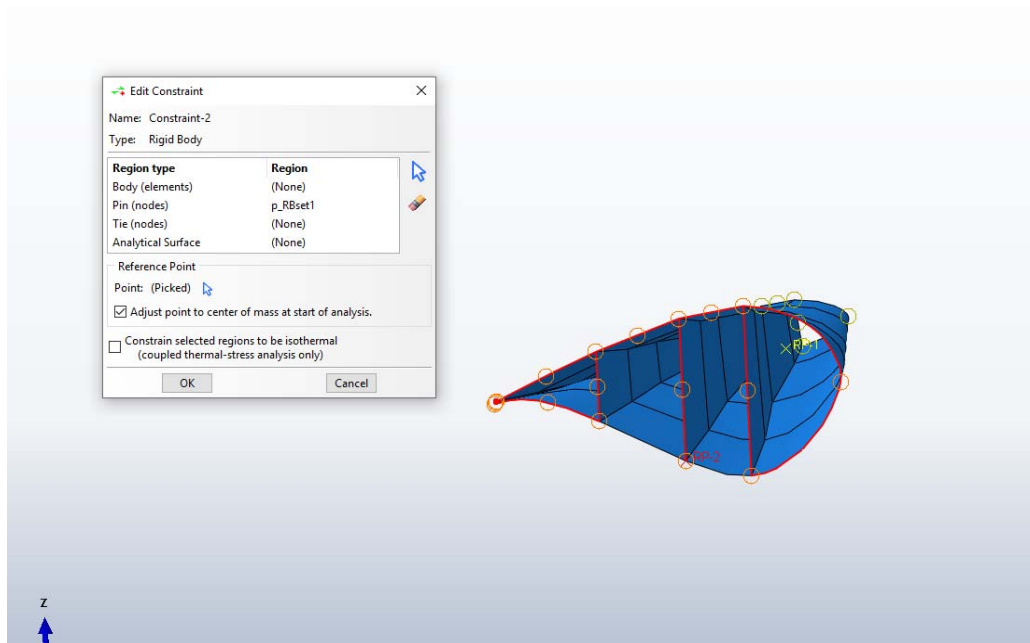 Edit Constraint
Name: Constraint-2
Type: Rigid Body
Region type Region
Body (elements) (None)
Pin (nodes) p_RBset1
Tie (nodes) (None)
Analytical Surface (None)
Reference Point
Point: (Picked)
Adjust point to center of mass at start of analysis.
Constrain selected regions to be isothermal
(coupled thermal-stress analysis only)
OK Cancel
RP-1
RP-2
Z